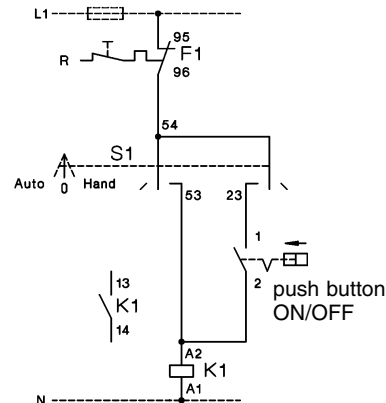 L1
95
R
F1
96
54
S1
Auto 0 Hand
53 23
1
13
K1
2
push button
14
ON/OFF
A2
K1
A1
N